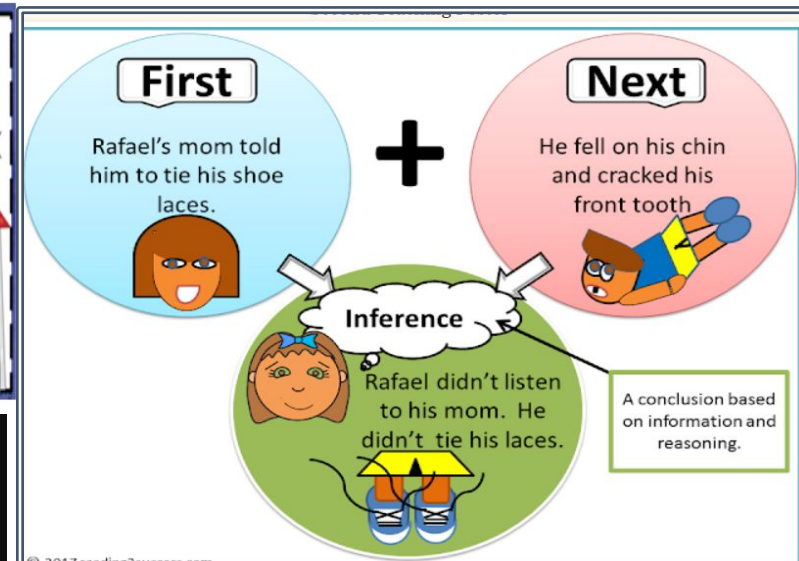 First
Rafael's mom told
him to tie his shoe
laces.
+
Next
He fell on his chin
and cracked his
front tooth
Inference
Rafael didn't listen
to his mom. He
didn't tie his laces.
A conclusion based
on information and
reasoning.